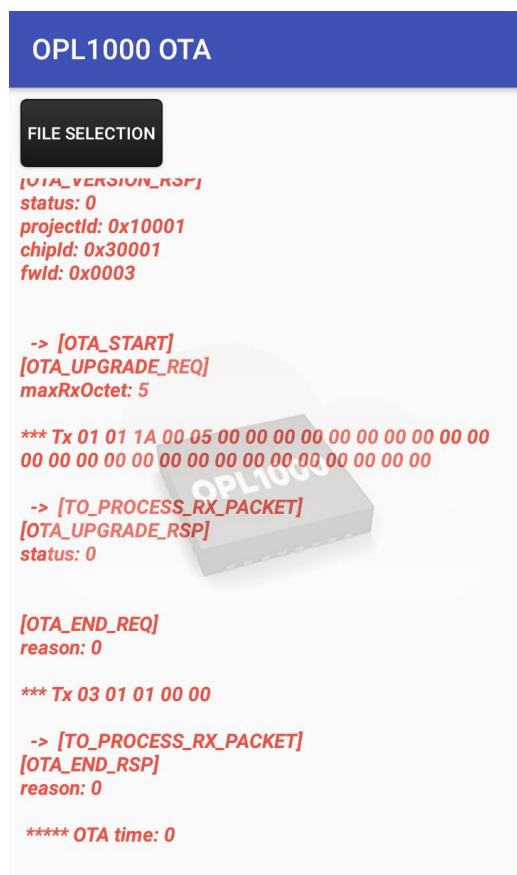 OPL1000 OTA
FILE SELECTION
[OTA_VERSION_RSP]
status: 0
projectId: 0x10001
chipId: 0x30001
fwId: 0x0003
-> [OTA_START]
[OTA_UPGRADE_REQ]
maxRxOctet: 5
*** Tx 01 01 1A 00 05 00 00 00 00 00 00 00 00 00 00
00 00 00 00 00 00 00 00 00 00 00 00 00 00 00
OPL1000
-> [TO_PROCESS_RX_PACKET]
[OTA_UPGRADE_RSP]
status: 0
[OTA_END_REQ]
reason: 0
*** Tx 03 01 01 00 00
-> [TO_PROCESS_RX_PACKET]
[OTA_END_RSP]
reason: 0
***** OTA time: 0